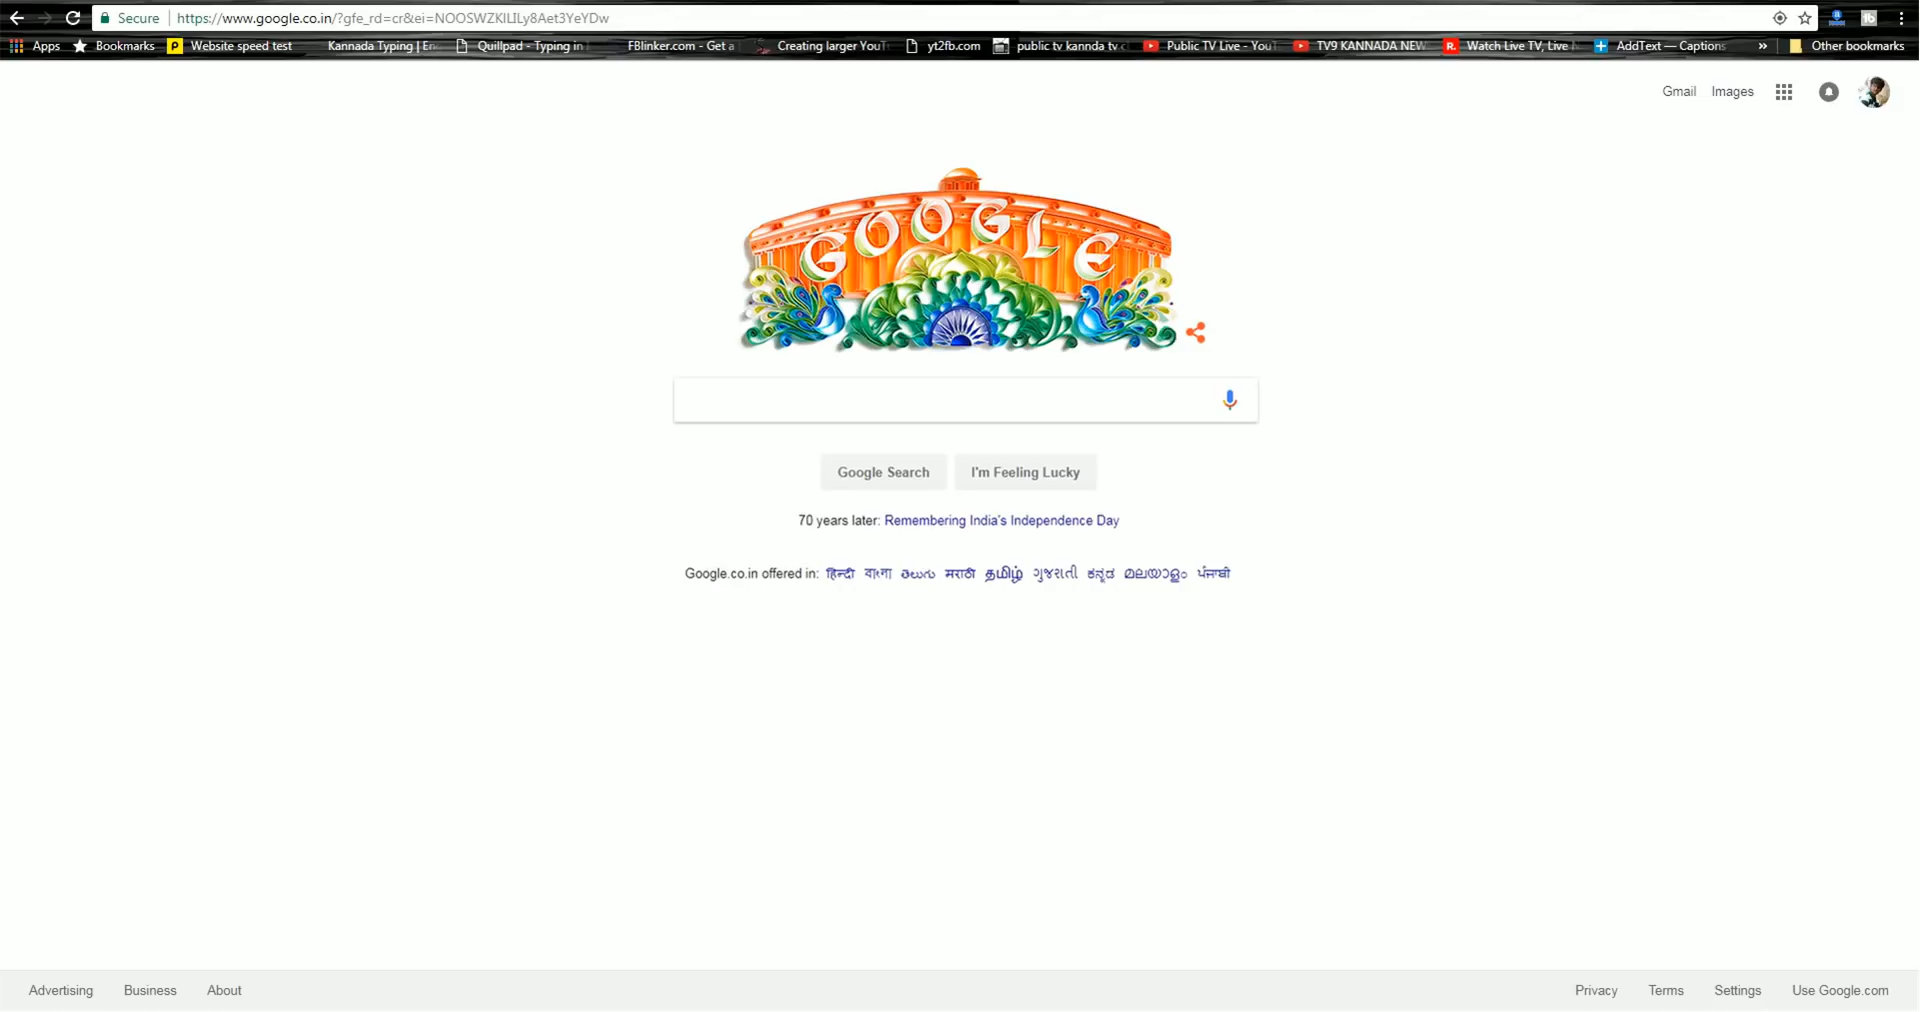 Secure https://www.google.co.in/?gfe_rd=cr&ei=NOOSWZKILILy8Aet3YeYDw
Apps Bookmarks Website speed test Kannada Typing | En Quillpad - Typing in FBlinker.com - Get a Creating larger YouT yt2fb.com public tv kannda tv c Public TV Live - YouT TV9 KANNADA NEW Watch Live TV, Live AddText — Captions » Other bookmarks
Gmail Images
GOOGLE
Google Search I'm Feeling Lucky
70 years later: Remembering India's Independence Day
Google.co.in offered in: हिन्दी বাংলা తెలుగు मराठी தமிழ் ગુજરાતી ಕನ್ನಡ മലയാളം ਪੰਜਾਬੀ
Advertising Business About Privacy Terms Settings Use Google.com